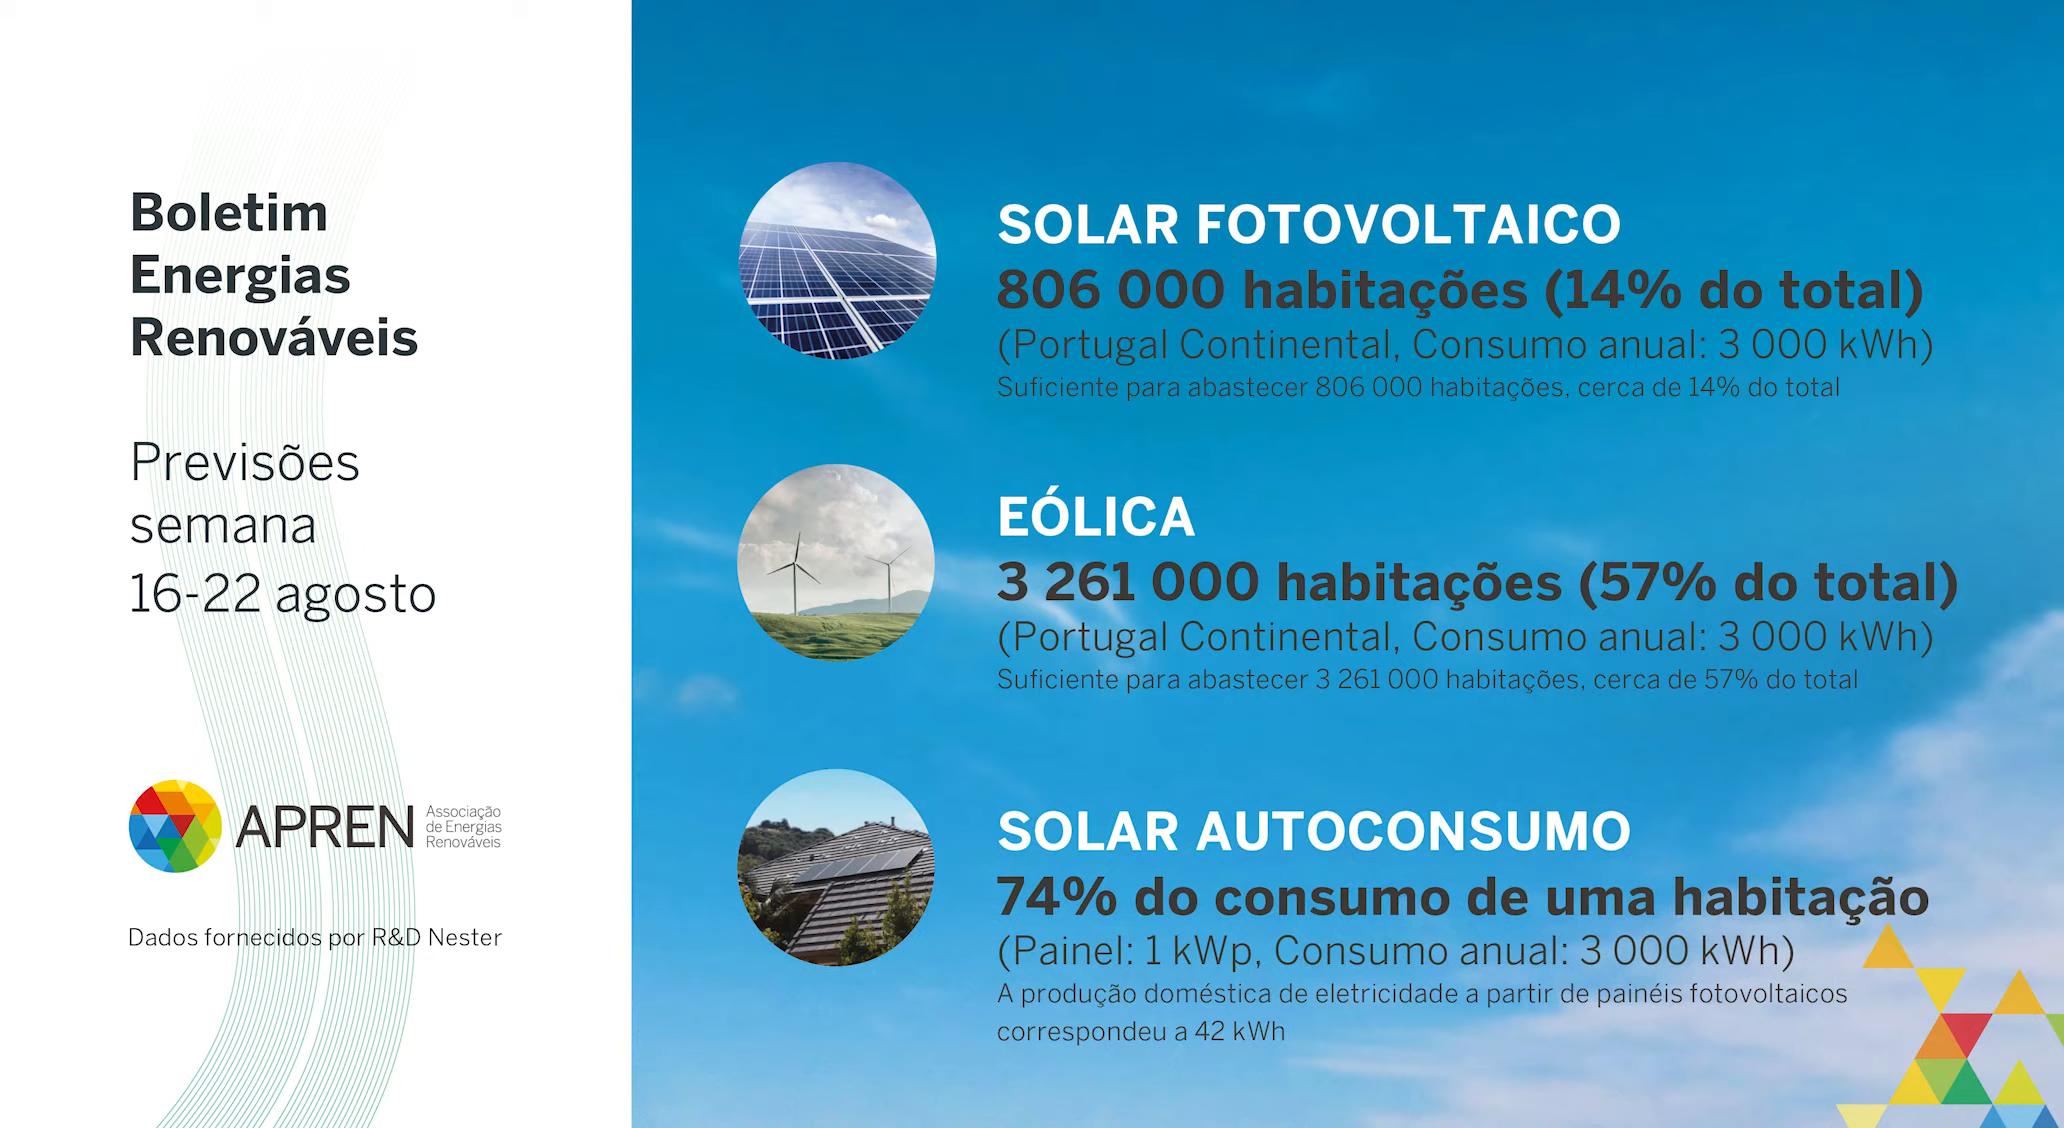 Boletim
Energias
Renováveis
Previsões
semana
16-22 agosto
APREN
Associação
de Energias
Renováveis
Dados fornecidos por R&D Nester
SOLAR FOTOVOLTAICO
806 000 habitações (14% do total)
(Portugal Continental, Consumo anual: 3 000 kWh)
Suficiente para abastecer 806 000 habitações, cerca de 14% do total
EÓLICA
3 261 000 habitações (57% do total)
(Portugal Continental, Consumo anual: 3 000 kWh)
Suficiente para abastecer 3 261 000 habitações, cerca de 57% do total
SOLAR AUTOCONSUMO
74% do consumo de uma habitação
(Painel: 1 kWp, Consumo anual: 3 000 kWh)
A produção doméstica de eletricidade a partir de painéis fotovoltaicos
correspondeu a 42 kWh